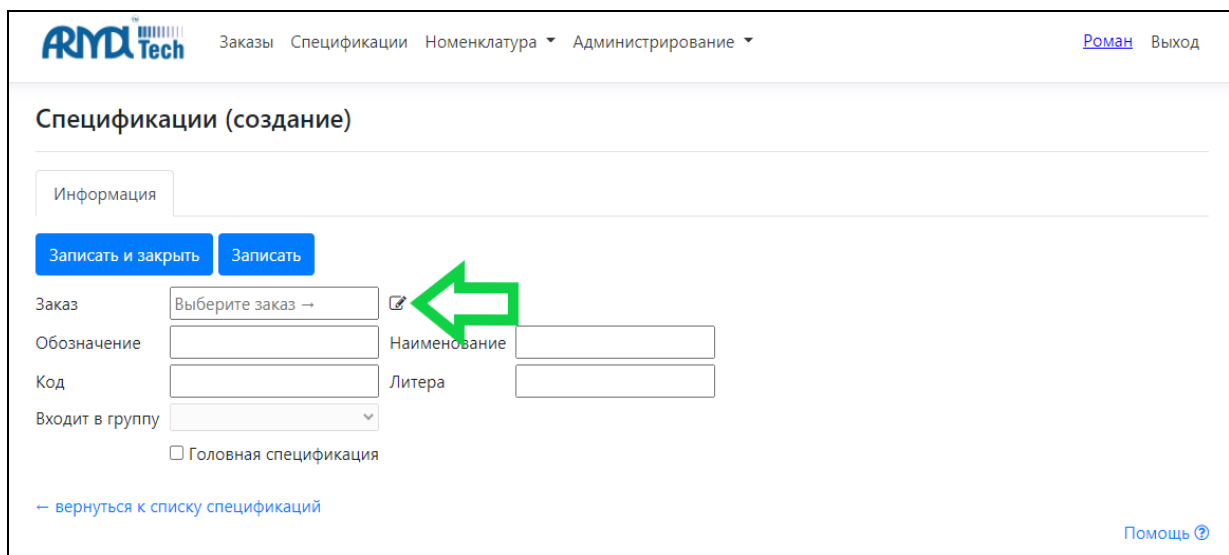 ARMA Tech ™ Заказы Спецификации Номенклатура Администрирование Роман Выход
Спецификации (создание)
Информация
Записать и закрыть Записать
Заказ Выберите заказ →
Обозначение Наименование
Код Литера
Входит в группу
Головная спецификация
← вернуться к списку спецификаций
Помощь